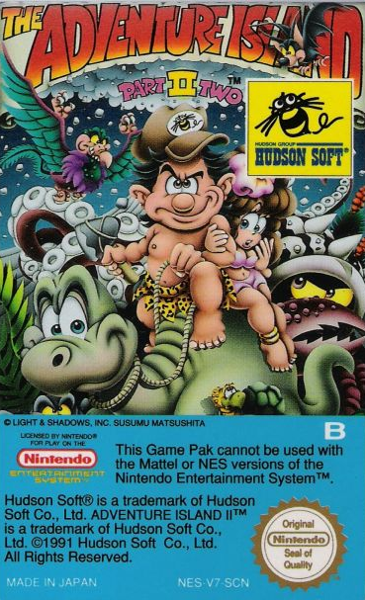 THE ADVENTURE ISLAND
PART II TWO™
HUDSON GROUP
HUDSON SOFT®
© LIGHT & SHADOWS, INC. SUSUMU MATSUSHITA
B
LICENSED BY NINTENDO®
FOR PLAY ON THE
Nintendo
ENTERTAINMENT
SYSTEM™
This Game Pak cannot be used with
the Mattel or NES versions of the
Nintendo Entertainment System™.
Hudson Soft® is a trademark of Hudson
Soft Co., Ltd. ADVENTURE ISLAND II™
is a trademark of Hudson Soft Co.,
Ltd. ©1991 Hudson Soft Co., Ltd.
All Rights Reserved.
Original
Nintendo
Seal of
Quality
MADE IN JAPAN
NES-V7-SCN